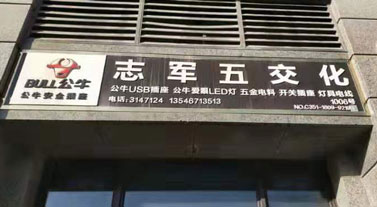 BULL公牛
公牛安全插座
志军五交化
公牛USB插座 公牛爱眼LED灯 五金电料 开关插座 灯具电线
电话:3147124 13546713513
1006号